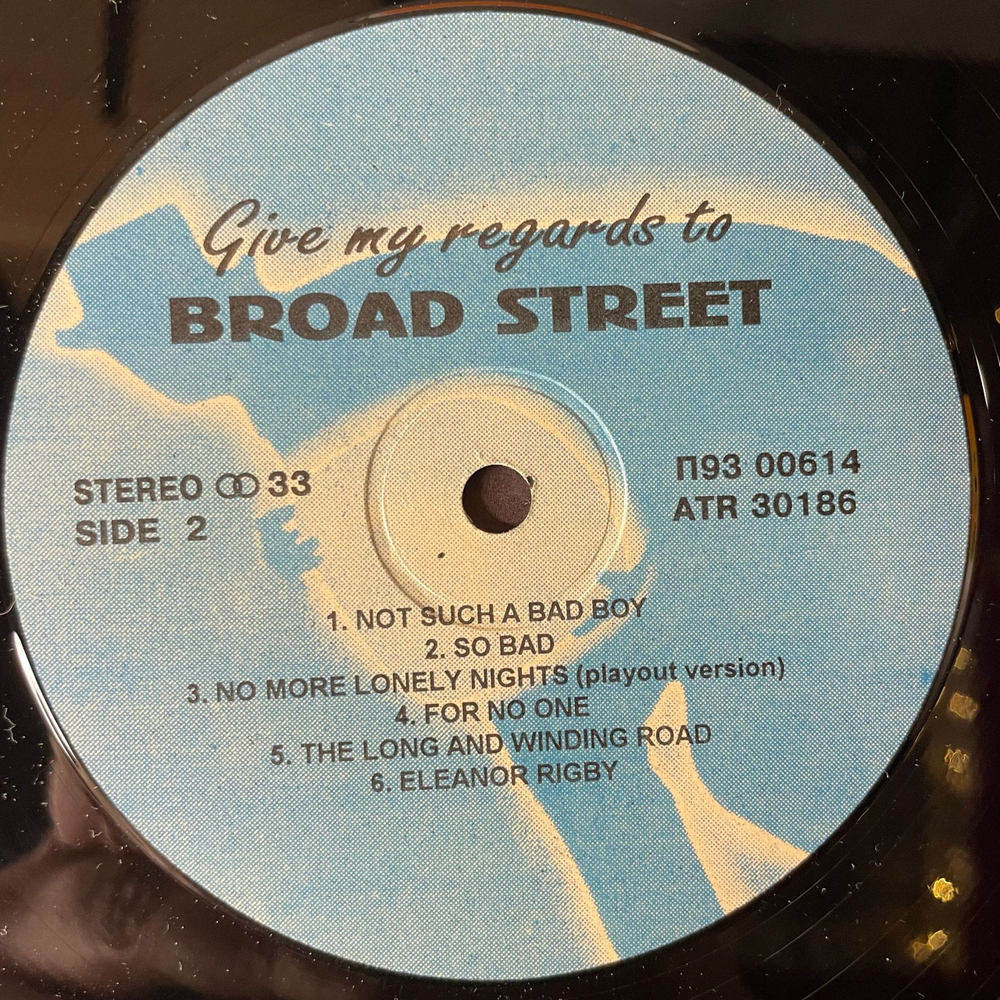 Give my regards to
BROAD STREET
STEREO 33
SIDE 2
П93 00614
ATR 30186
1. NOT SUCH A BAD BOY
2. SO BAD
3. NO MORE LONELY NIGHTS (playout version)
4. FOR NO ONE
5. THE LONG AND WINDING ROAD
6. ELEANOR RIGBY